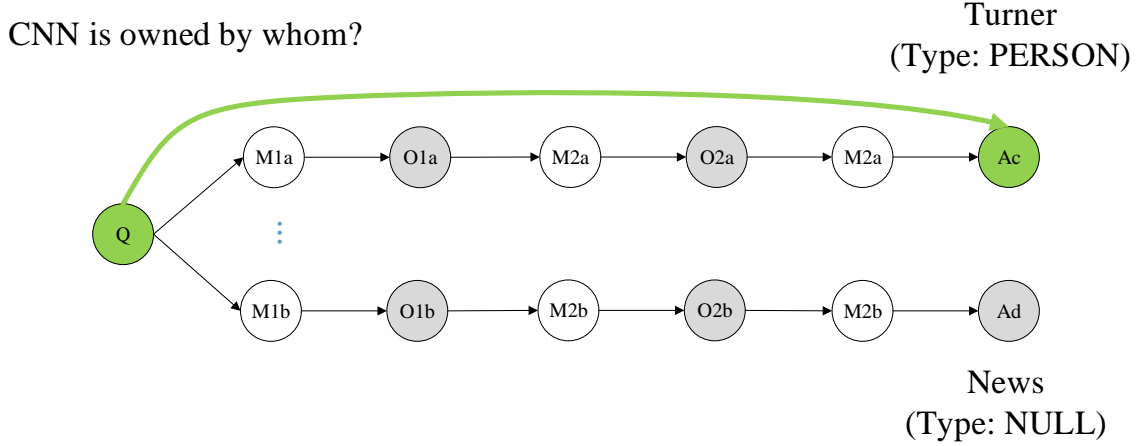 Turner
CNN is owned by whom?
(Type: PERSON)
M1a O1a M2a O2a M2a Ac
Q
M1b O1b M2b O2b M2b Ad
News
(Type: NULL)